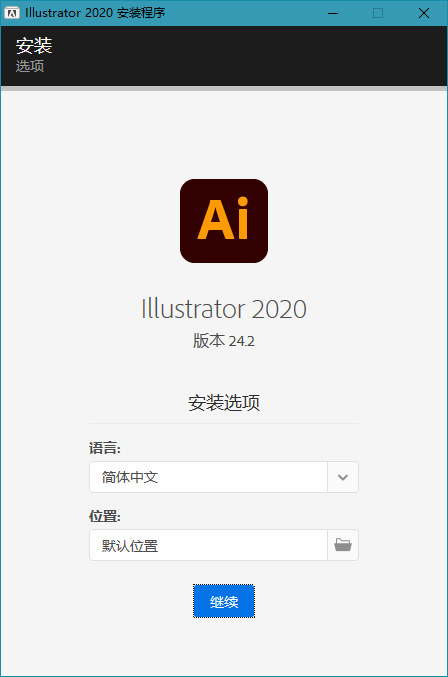 Illustrator 2020 安装程序
安装
选项
Ai
Illustrator 2020
版本 24.2
安装选项
语言:
简体中文
位置:
默认位置
继续